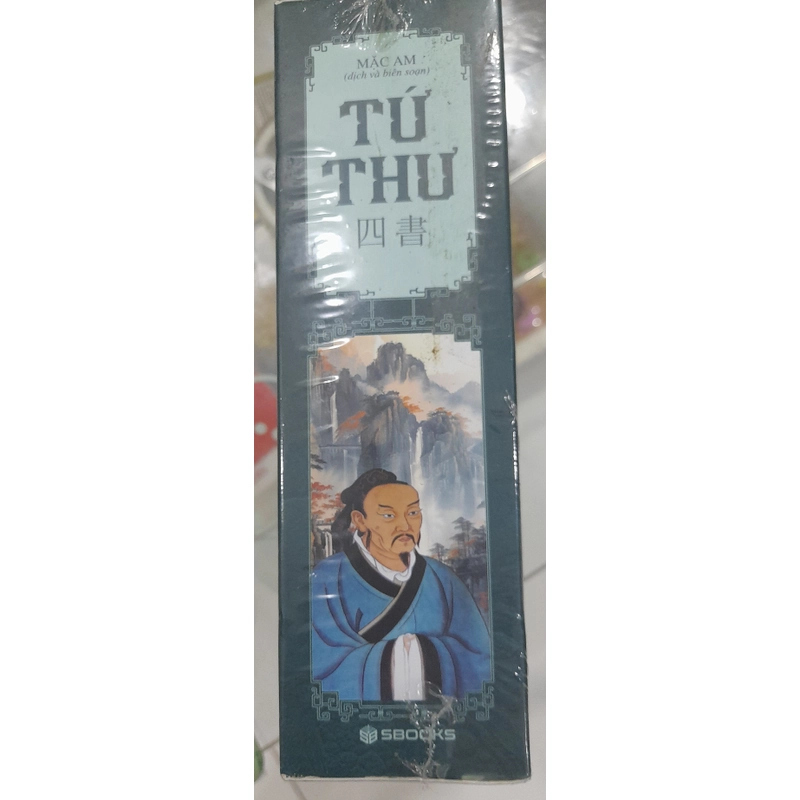 MẶC AM
(dịch và biên soạn)
TỨ
THƯ
四書
SBOOKS